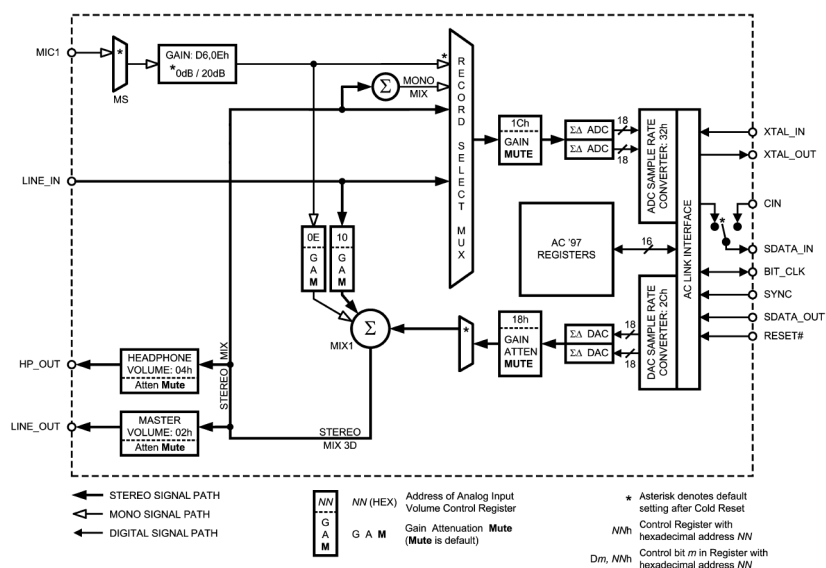 MIC1
*
MS
GAIN: D6,0Eh
*0dB / 20dB
*
Σ
MONO
MIX
RECORD SELECT MUX
1Ch
GAIN
MUTE
ΣΔ ADC
ΣΔ ADC
18
18
ADC SAMPLE RATE
CONVERTER: 32h
AC LINK INTERFACE
XTAL_IN
XTAL_OUT
LINE_IN
CIN
*
SDATA_IN
0E
G
A
M
10
G
A
M
AC '97
REGISTERS
16
BIT_CLK
SYNC
SDATA_OUT
RESET#
Σ
MIX1
*
18h
GAIN
ATTEN
MUTE
ΣΔ DAC
ΣΔ DAC
18
18
DAC SAMPLE RATE
CONVERTER: 2Ch
HP_OUT
HEADPHONE
VOLUME: 04h
Atten Mute
STEREO MIX
LINE_OUT
MASTER
VOLUME: 02h
Atten Mute
STEREO
MIX 3D
STEREO SIGNAL PATH
MONO SIGNAL PATH
DIGITAL SIGNAL PATH
NN
G
A
M
NN (HEX) Address of Analog Input
Volume Control Register
G A M Gain Attenuation Mute
(Mute is default)
* Asterisk denotes default
setting after Cold Reset
NNh Control Register with
hexadecimal address NN
Dm, NNh Control bit m in Register with
hexadecimal address NN